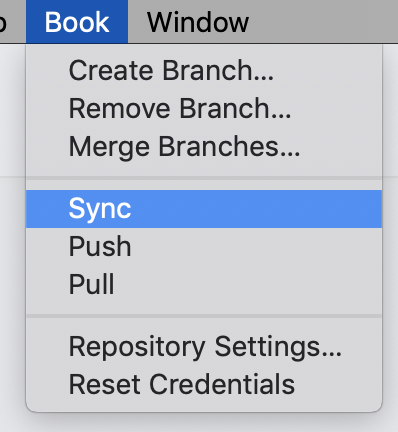 Book Window
Create Branch...
Remove Branch...
Merge Branches...
Sync
Push
Pull
Repository Settings...
Reset Credentials